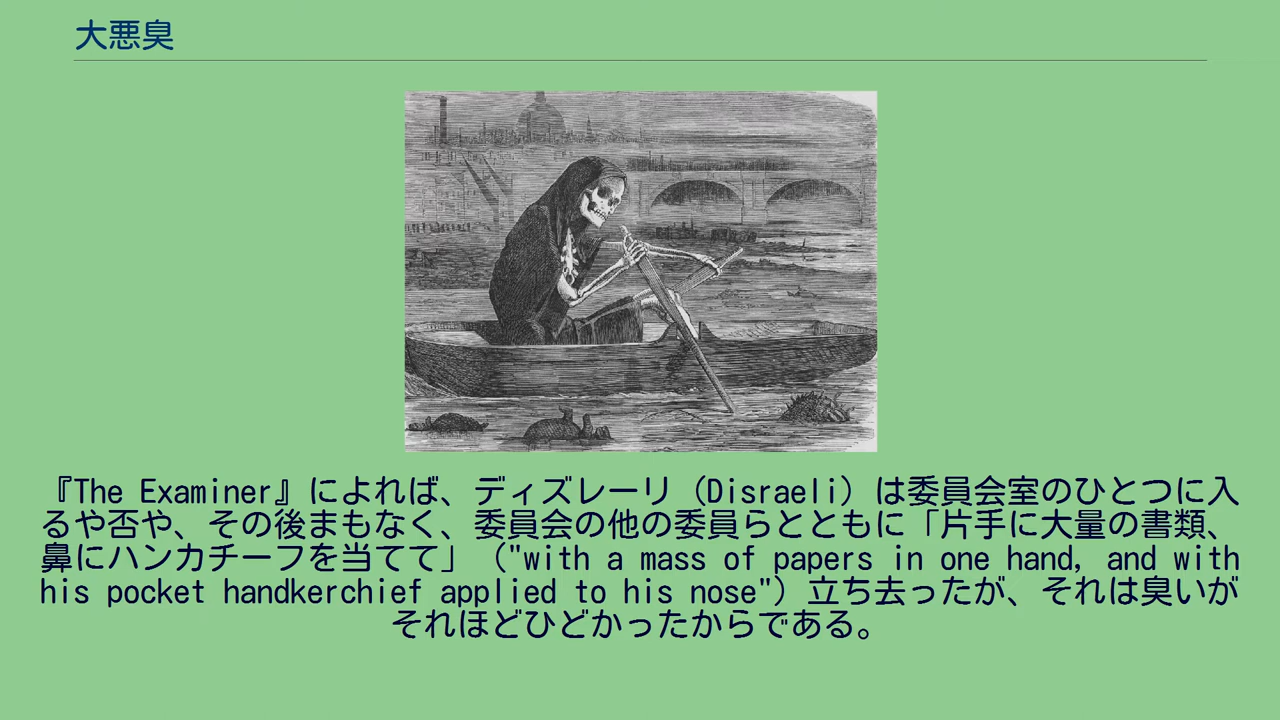 大悪臭
『The Examiner』によれば、ディズレーリ（Disraeli）は委員会室のひとつに入
るや否や、その後まもなく、委員会の他の委員らとともに「片手に大量の書類、
鼻にハンカチーフを当てて」（"with a mass of papers in one hand, and with
his pocket handkerchief applied to his nose"）立ち去ったが、それは臭いが
それほどひどかったからである。